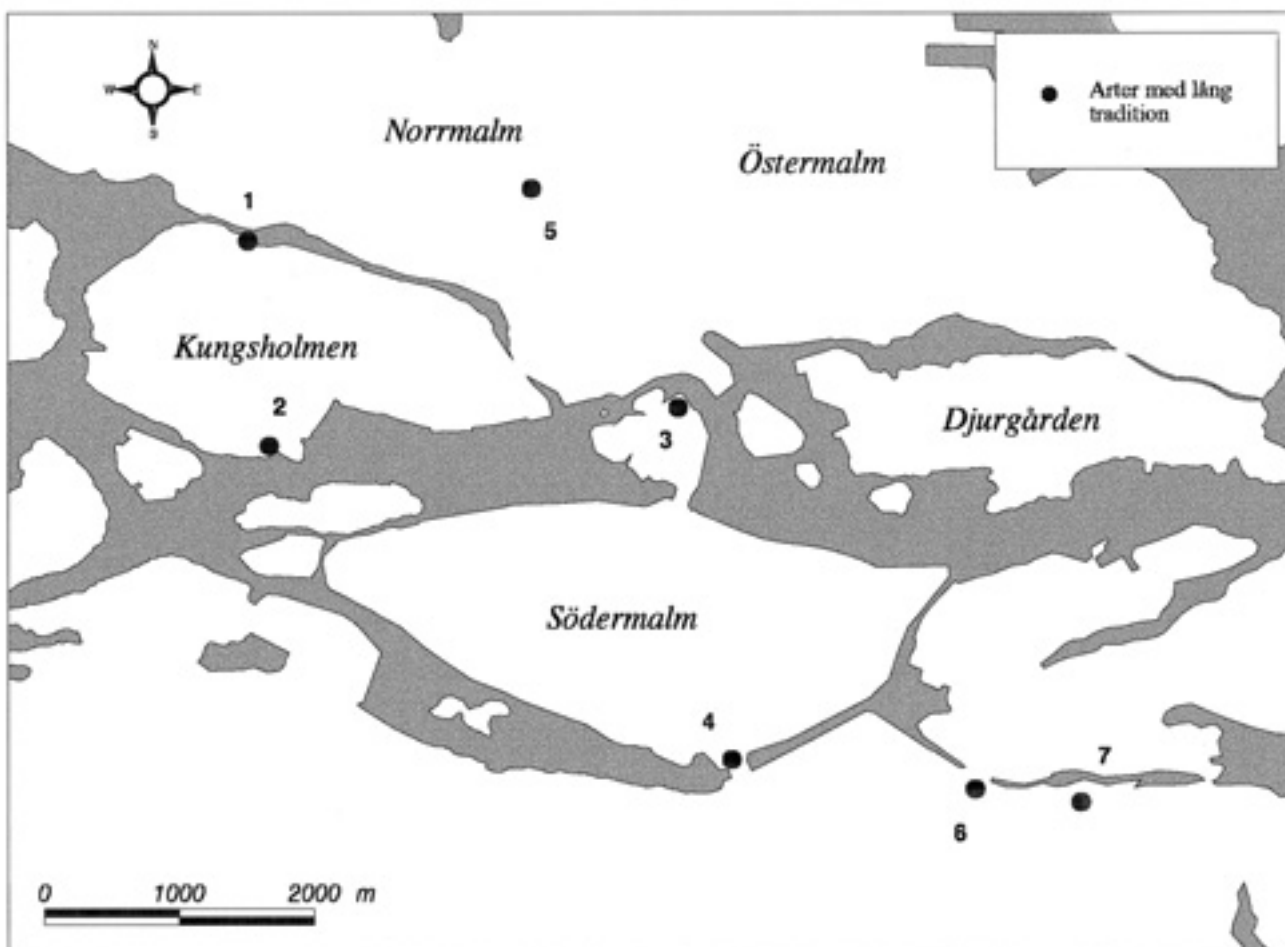 N
W E
S
Arter med lång
tradition
Norrmalm
Östermalm
1
5
Kungsholmen
2
3
Djurgården
Södermalm
4
7
6
0 1000 2000 m